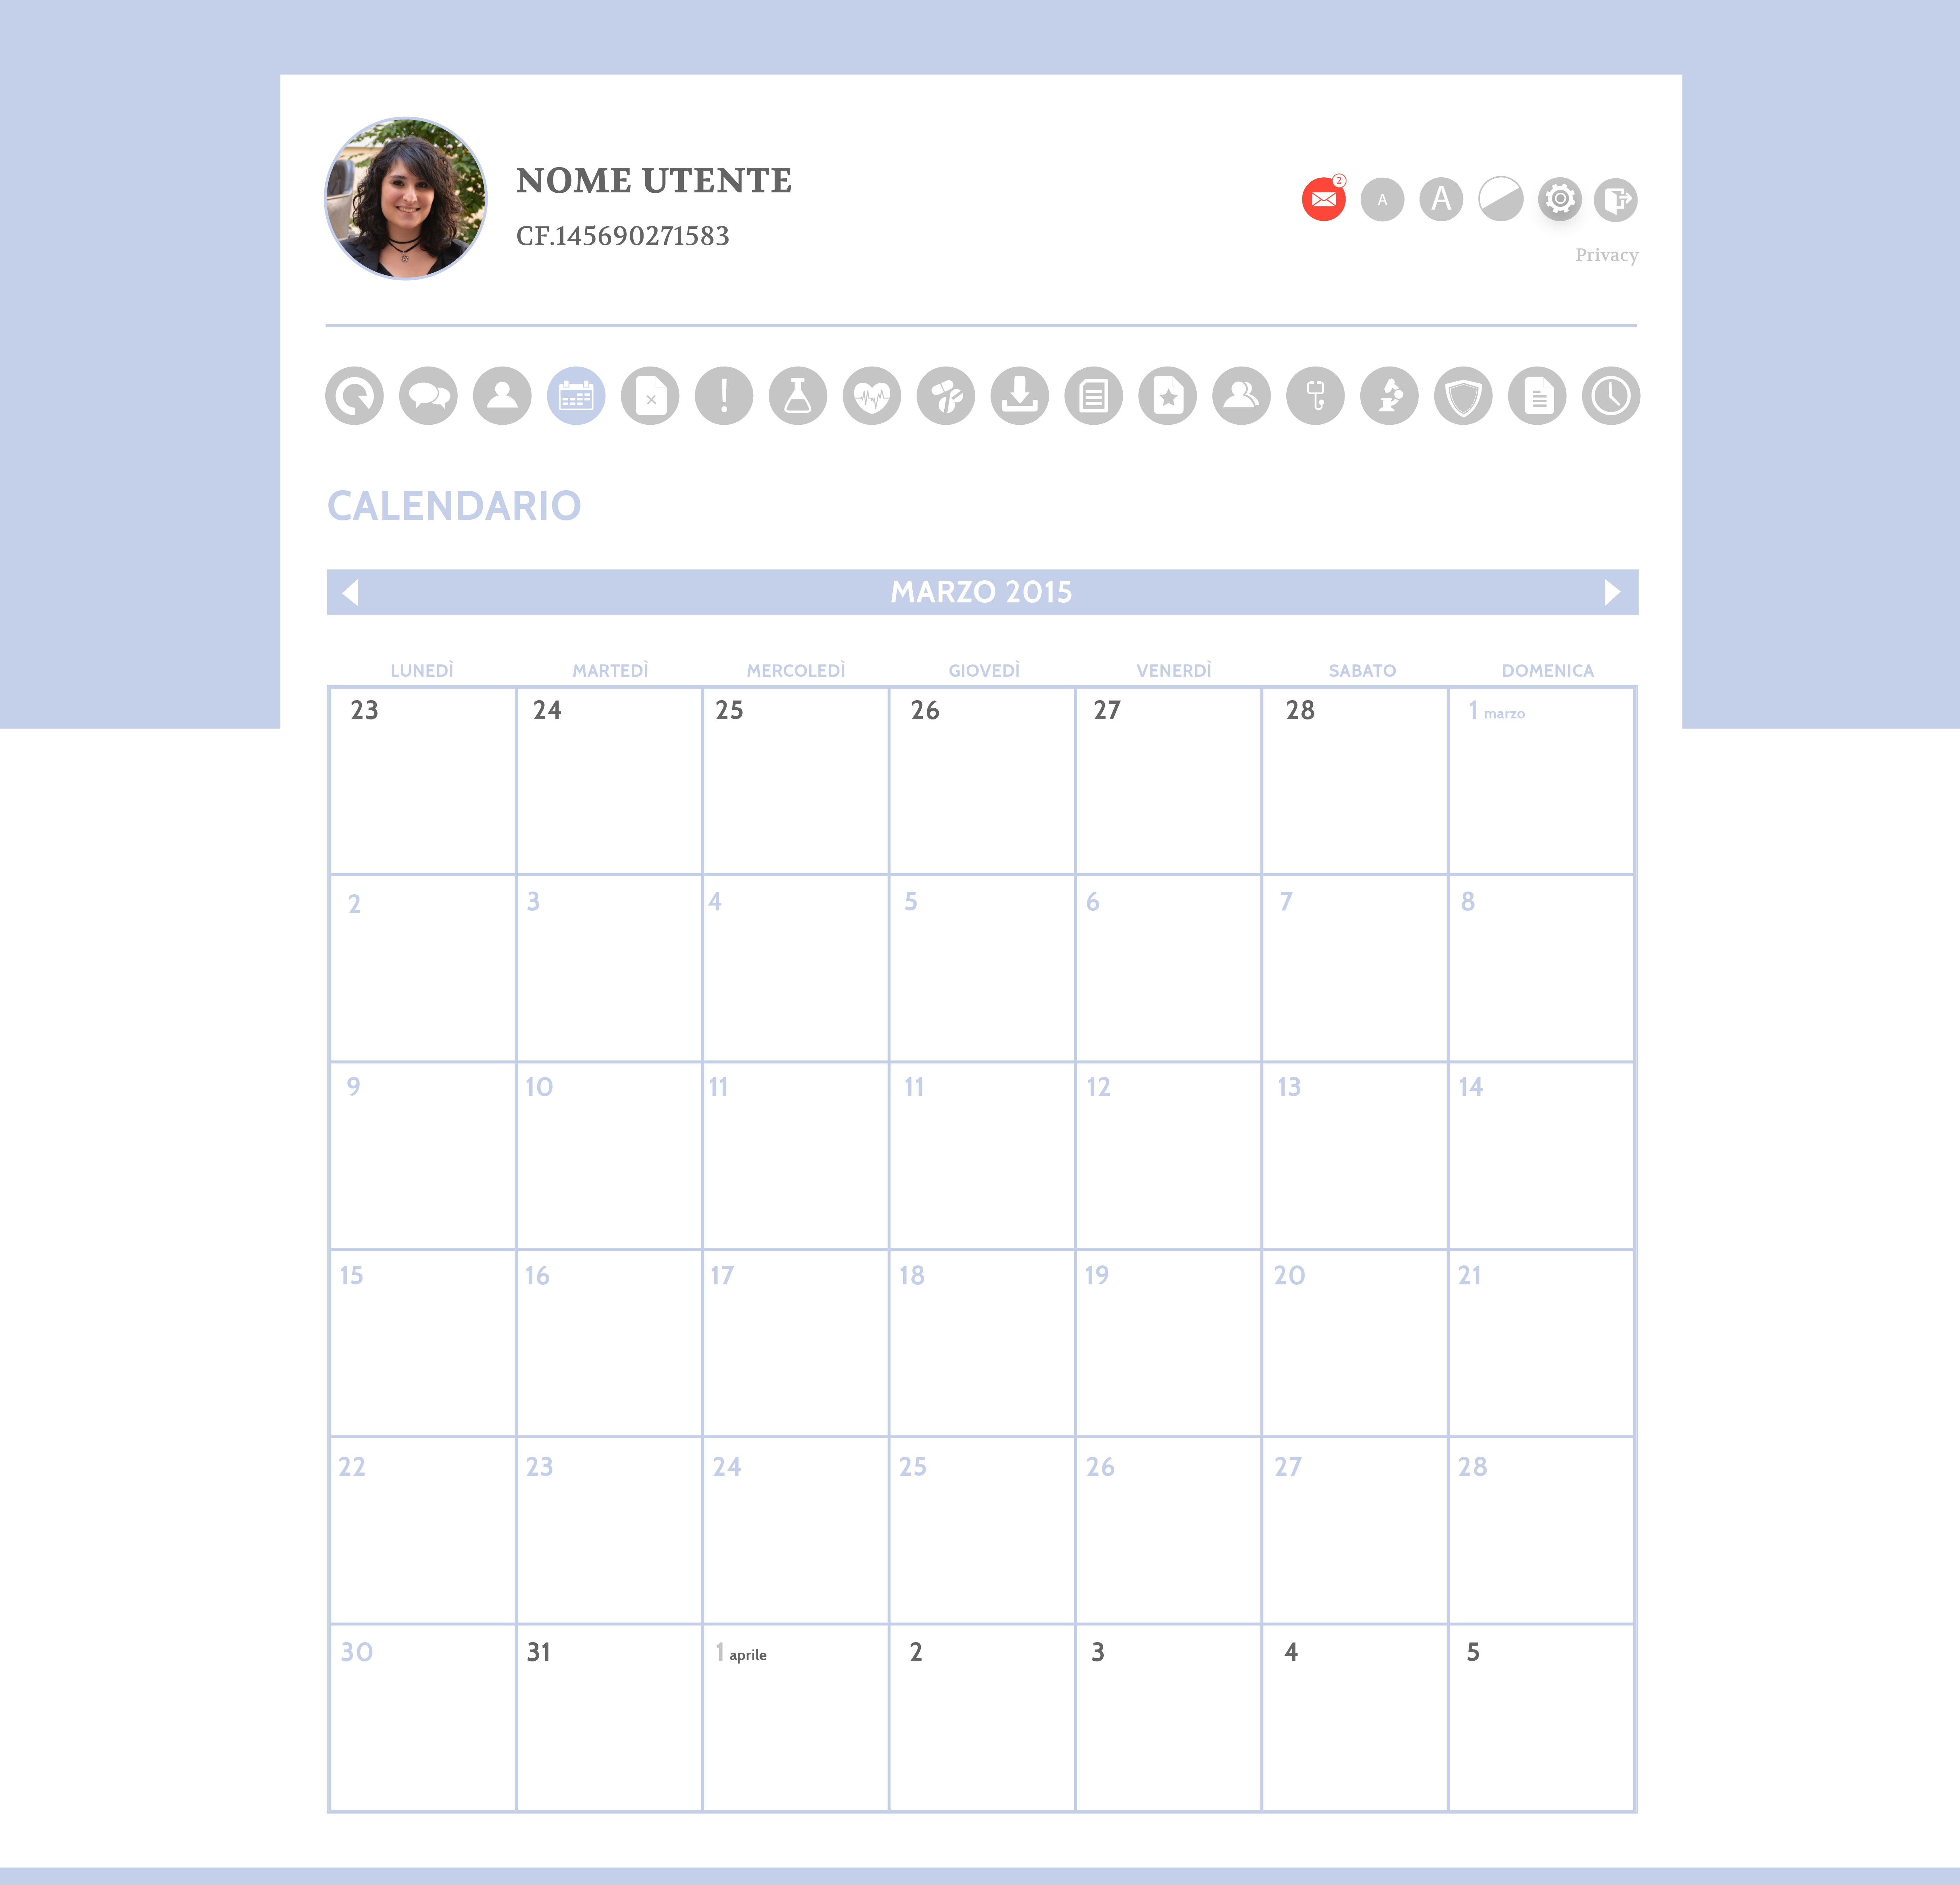 NOME UTENTE
CF.145690271583
2
A
A
Privacy
CALENDARIO
MARZO 2015
LUNEDÌ MARTEDÌ MERCOLEDÌ GIOVEDÌ VENERDÌ SABATO DOMENICA
23 24 25 26 27 28 1 marzo
2 3 4 5 6 7 8
9 10 11 11 12 13 14
15 16 17 18 19 20 21
22 23 24 25 26 27 28
30 31 1 aprile 2 3 4 5